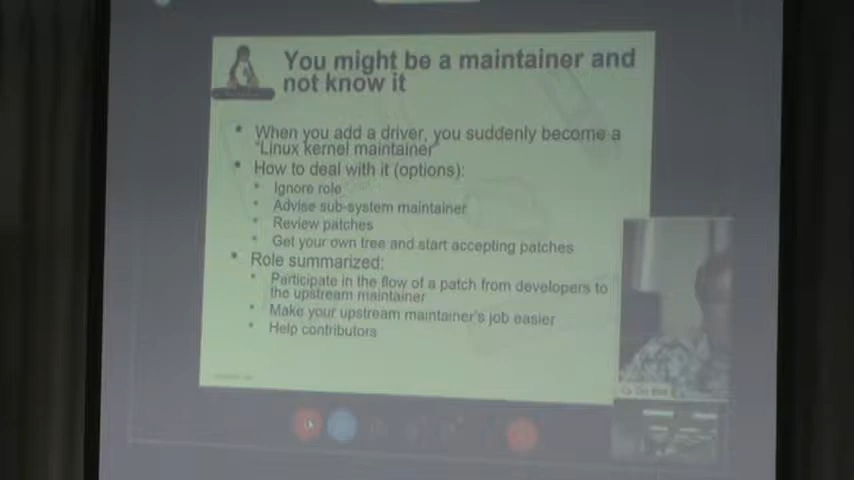 You might be a maintainer and
not know it
• When you add a driver, you suddenly become a
"Linux kernel maintainer"
• How to deal with it (options):
• Ignore role
• Advise sub-system maintainer
• Review patches
• Get your own tree and start accepting patches
• Role summarized:
• Participate in the flow of a patch from developers to
the upstream maintainer
• Make your upstream maintainer's job easier
• Help contributors